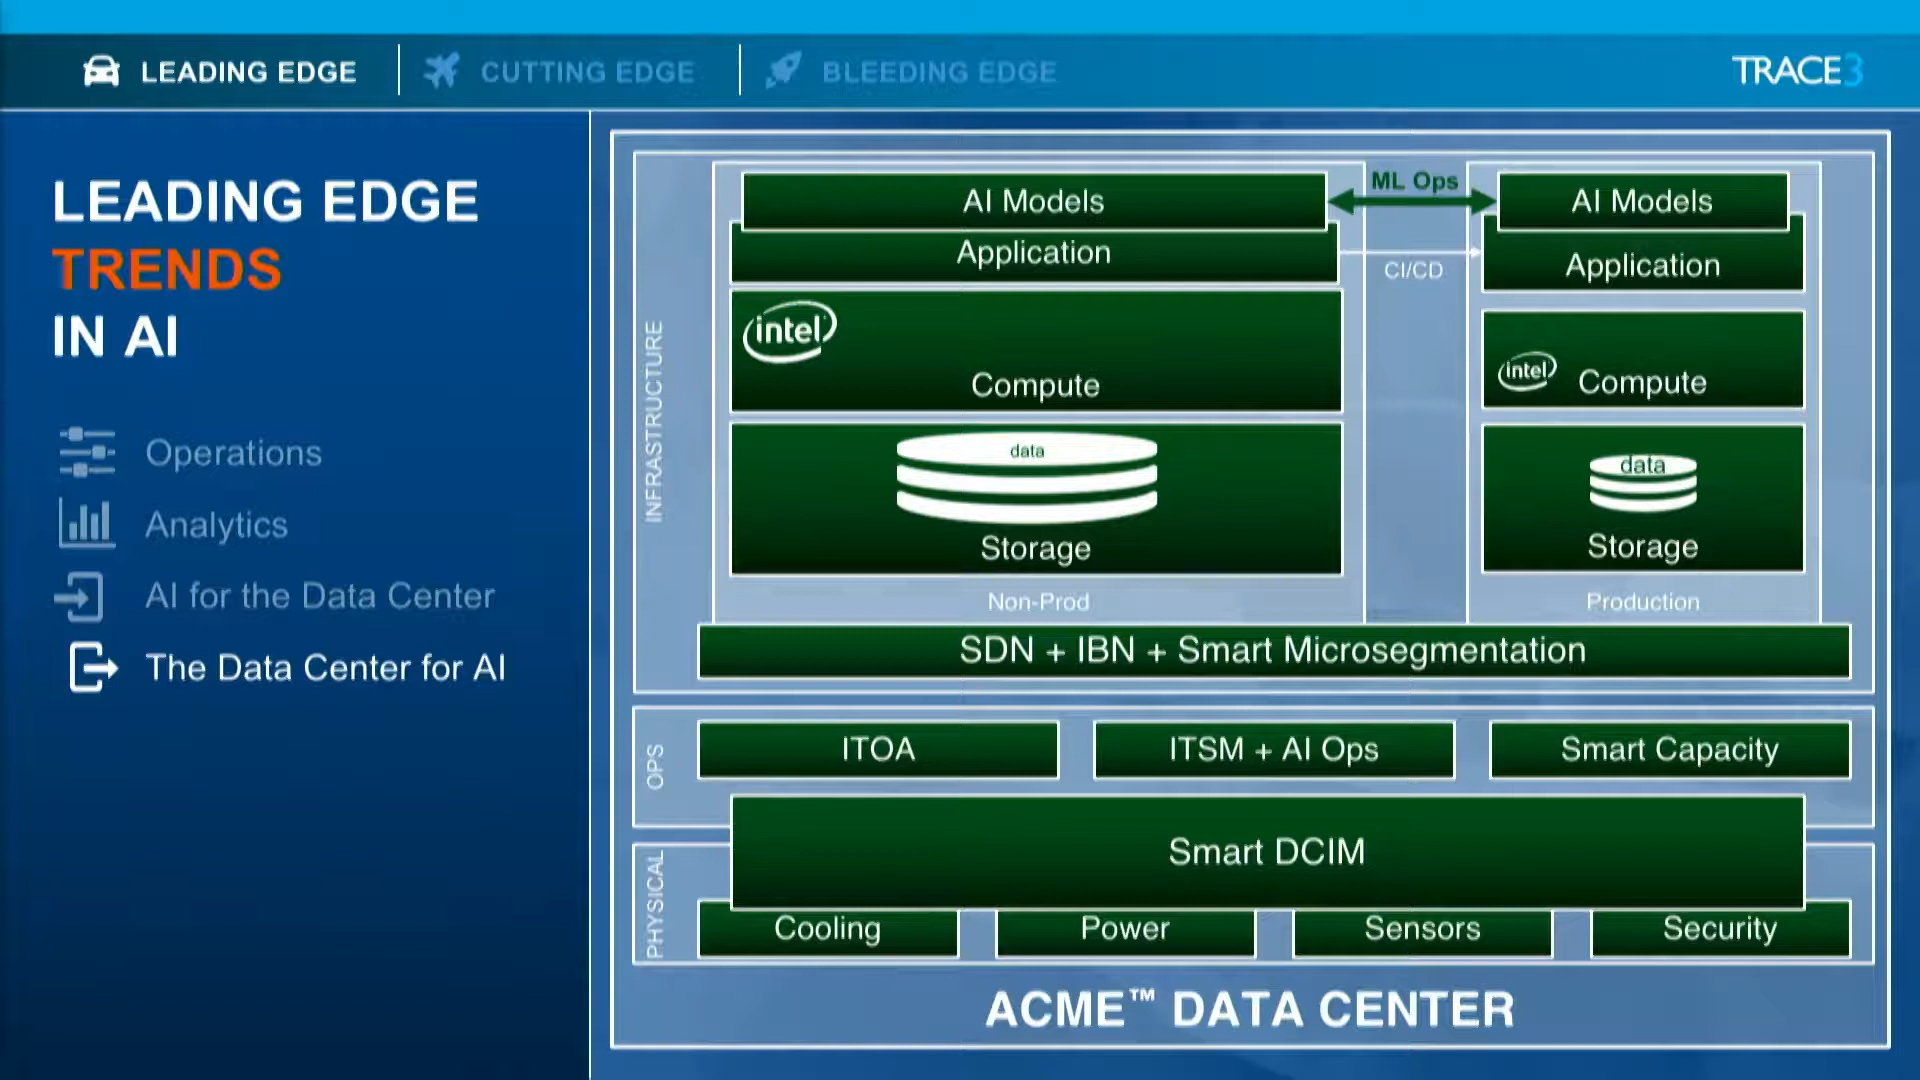 LEADING EDGE
CUTTING EDGE
BLEEDING EDGE
TRACE3
LEADING EDGE
TRENDS
IN AI
Operations
Analytics
AI for the Data Center
The Data Center for AI
INFRASTRUCTURE
AI Models
ML Ops
AI Models
Application
CI/CD
Application
intel
Compute
intel
Compute
data
Storage
data
Storage
Non-Prod
Production
SDN + IBN + Smart Microsegmentation
OPS
ITOA
ITSM + AI Ops
Smart Capacity
Smart DCIM
PHYSICAL
Cooling
Power
Sensors
Security
ACME™ DATA CENTER